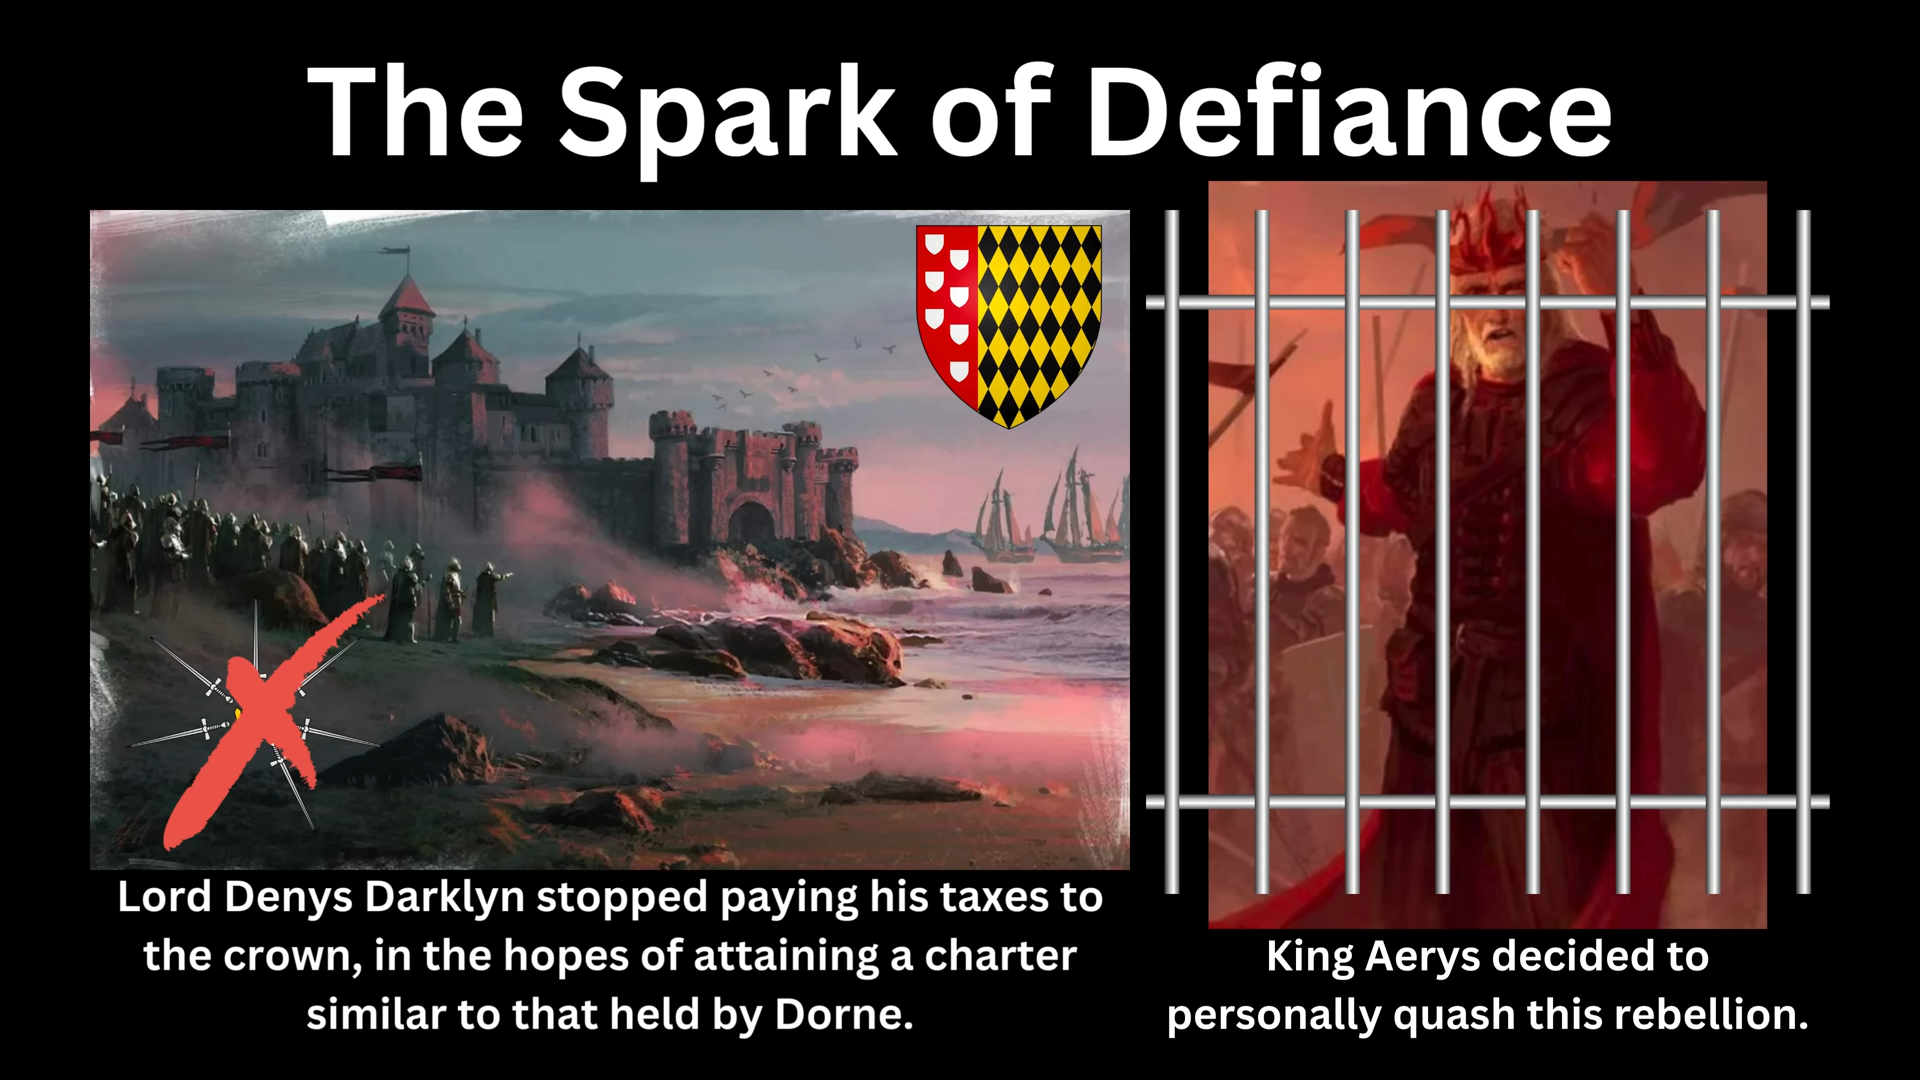 The Spark of Defiance
Lord Denys Darklyn stopped paying his taxes to
the crown, in the hopes of attaining a charter
similar to that held by Dorne.
King Aerys decided to
personally quash this rebellion.